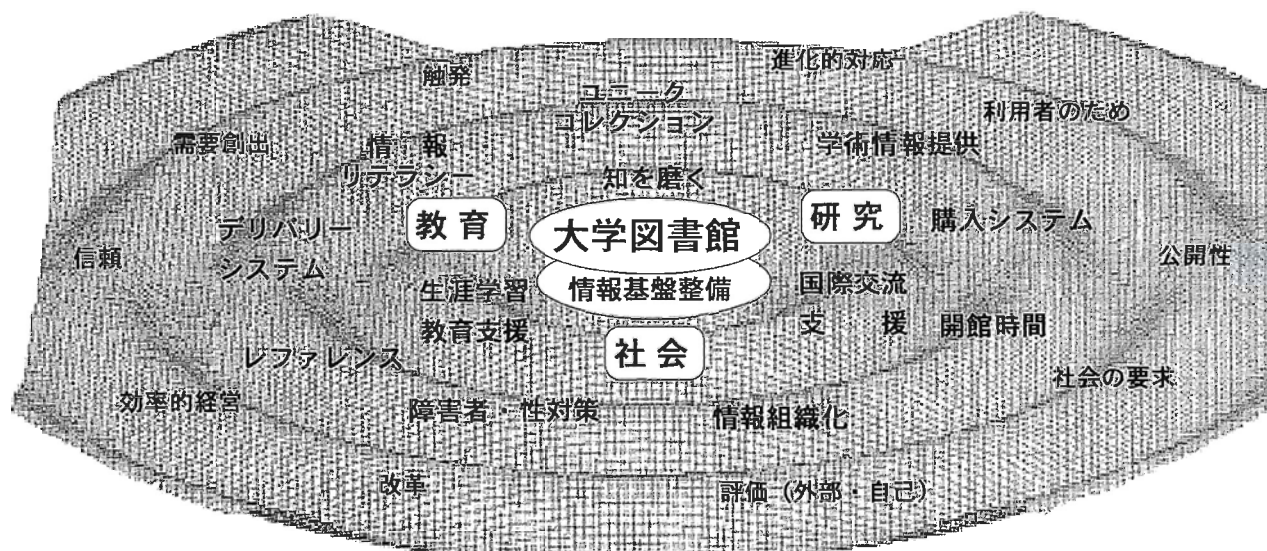 触発
進化的対応
ユニーク
コレクション
利用者のため
需要創出
情報
リテラシー
学術情報提供
知を磨く
教育
大学図書館
研究
購入システム
デリバリー
システム
信頼
公開性
生涯学習
教育支援
情報基盤整備
国際交流
支 援
開館時間
社会
レファレンス
社会の要求
効率的経営
障害者・性対策
情報組織化
改革
評価(外部・自己)